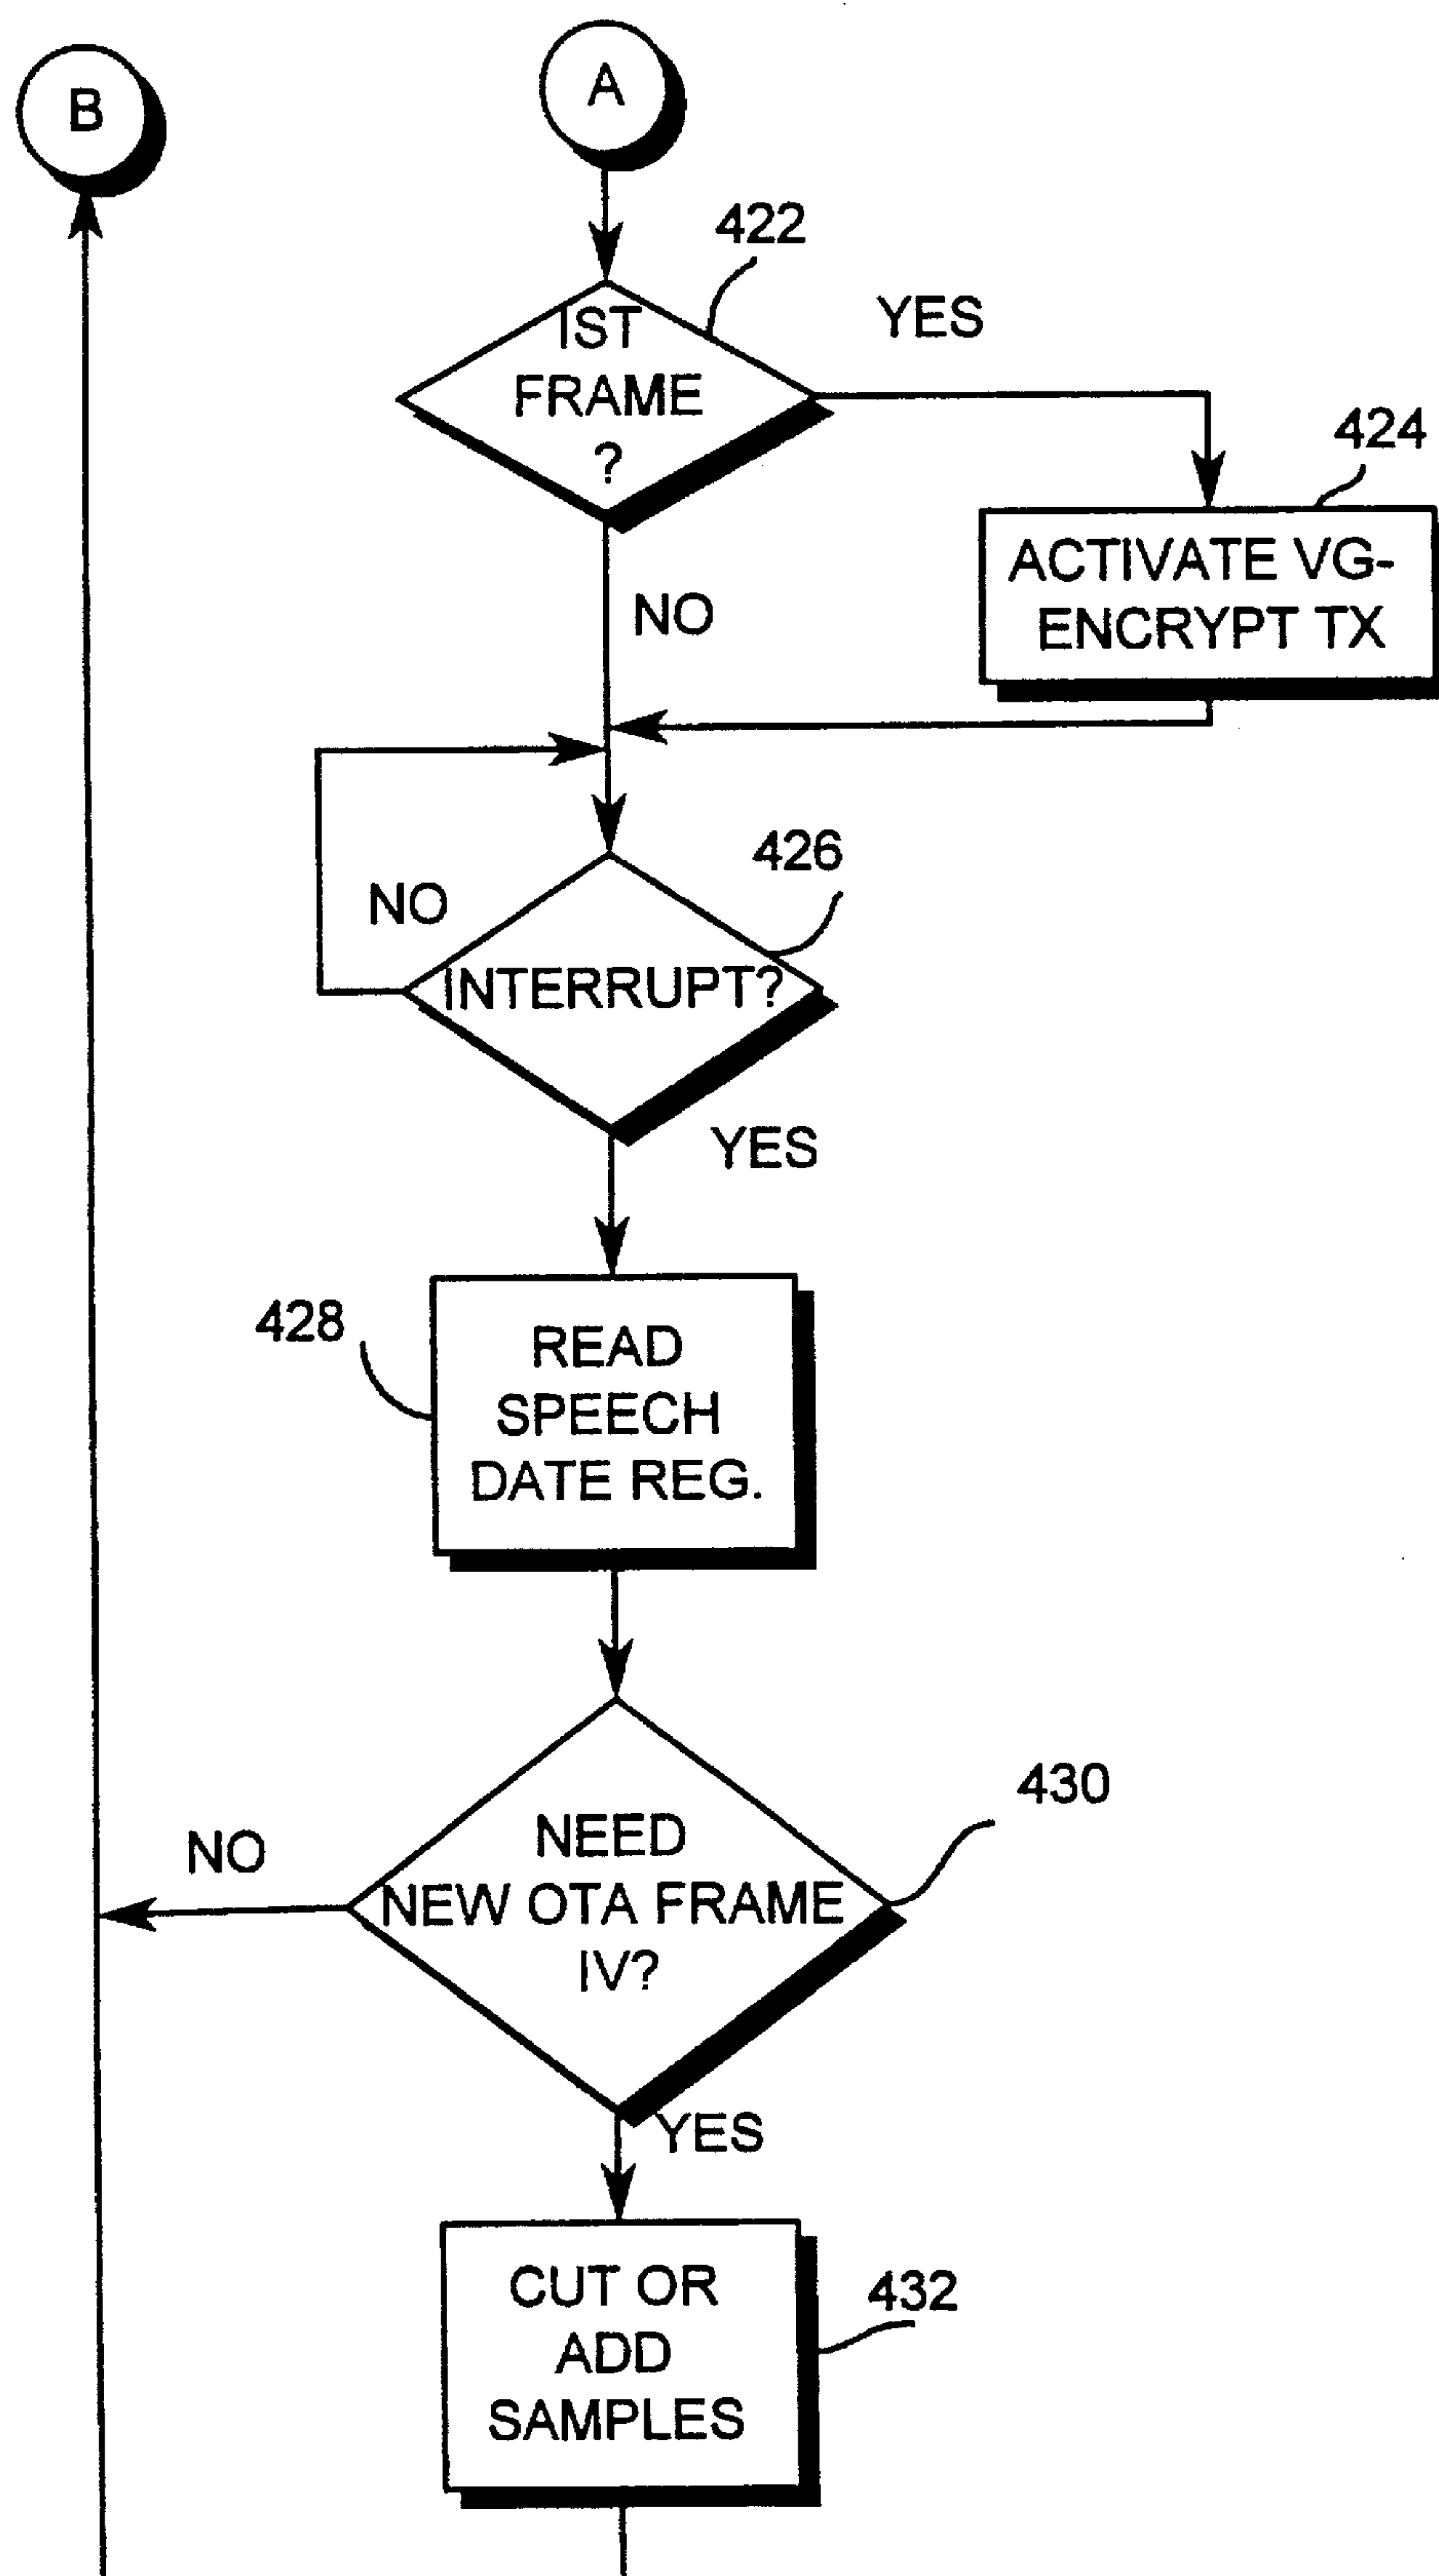 B
A
422
IST
FRAME
?
YES
424
ACTIVATE VG-
ENCRYPT TX
NO
426
NO
INTERRUPT?
YES
428
READ
SPEECH
DATE REG.
430
NEED
NEW OTA FRAME
IV?
NO
YES
CUT OR
ADD
SAMPLES
432